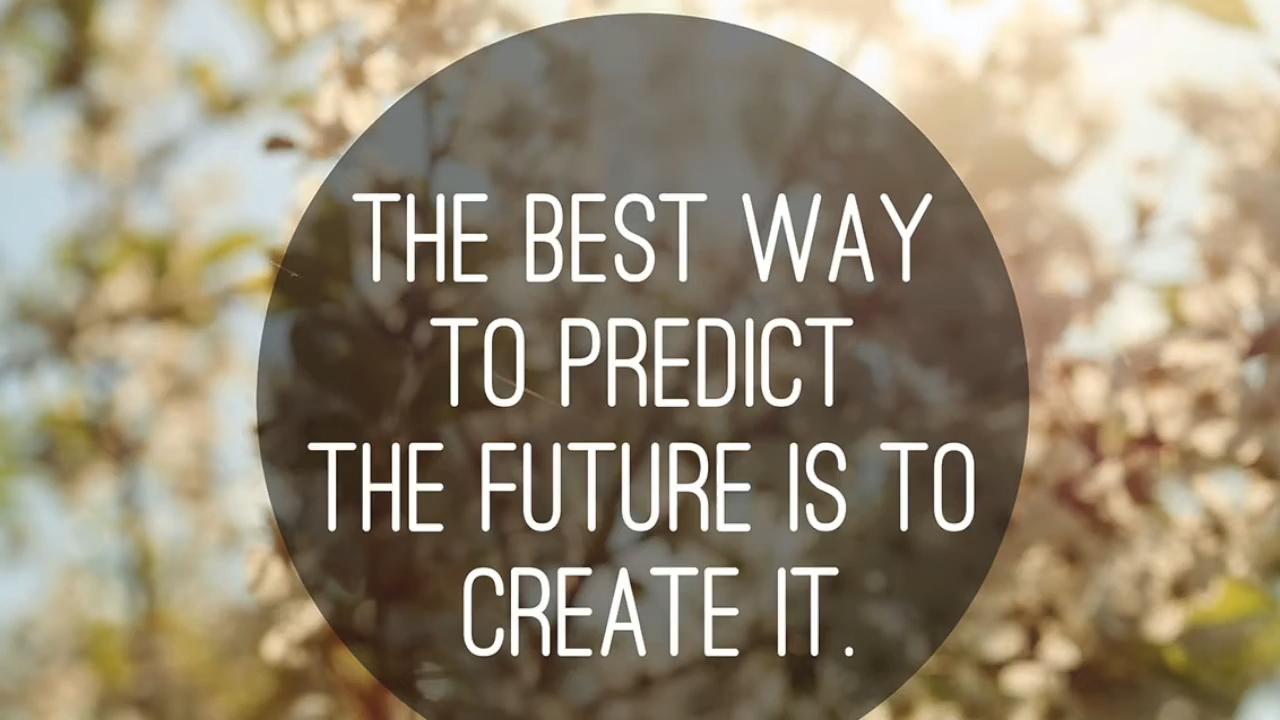 THE BEST WAY
TO PREDICT
THE FUTURE IS TO
CREATE IT.